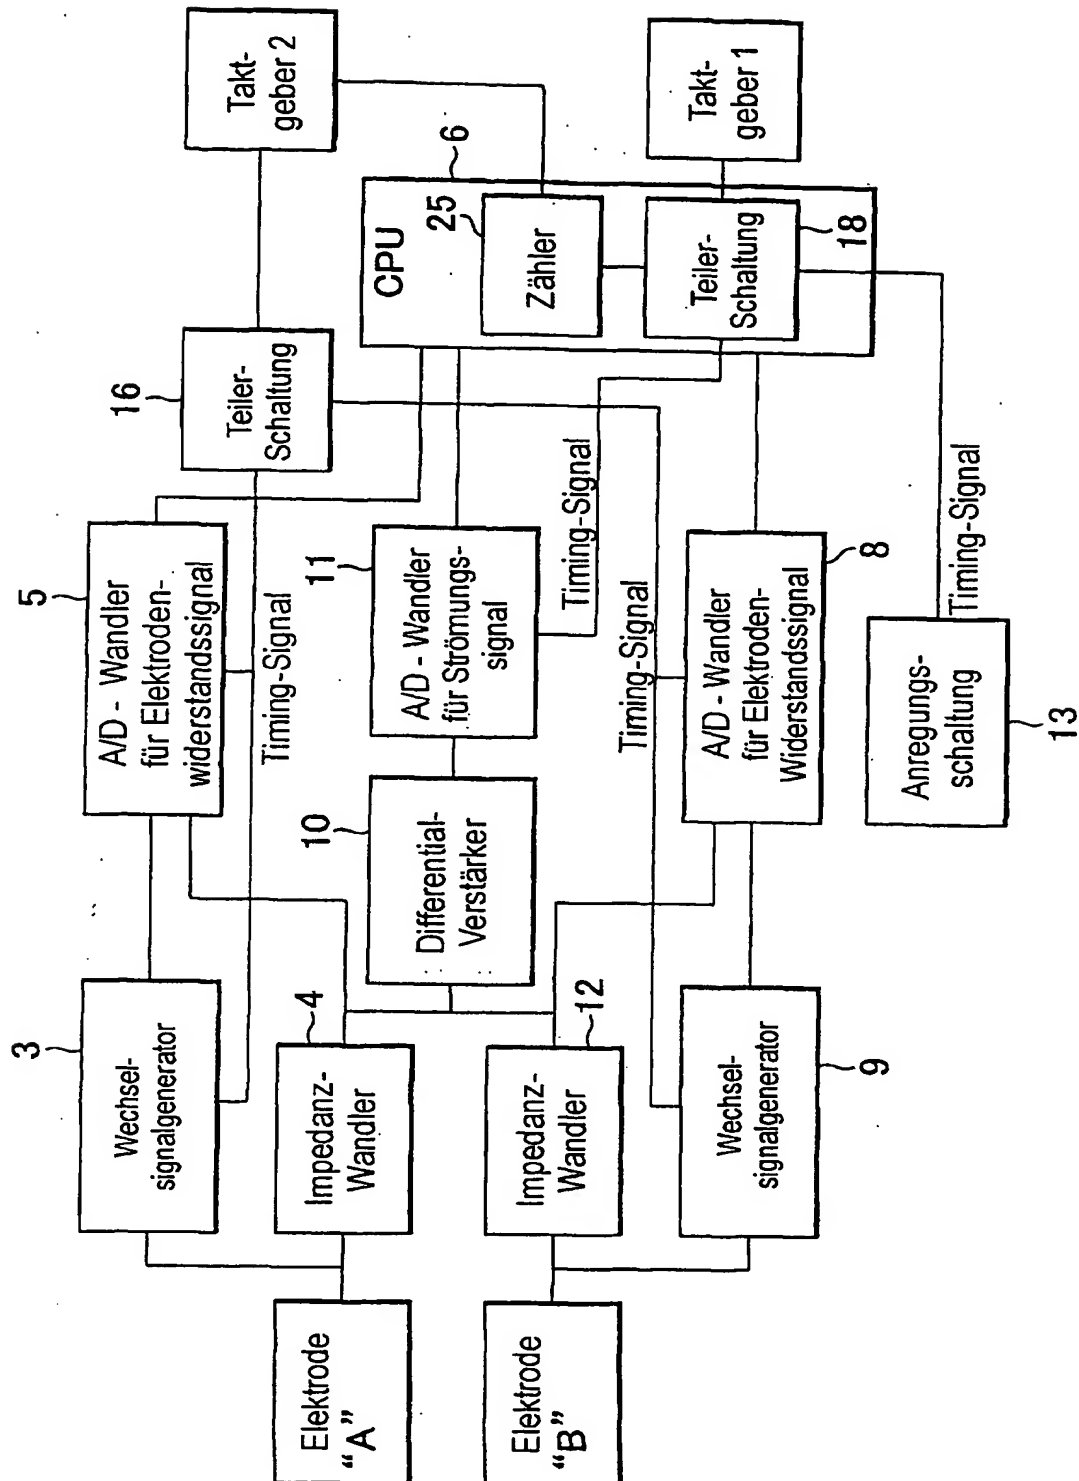 3
Wechsel-
signalgenerator
5
A/D - Wandler
für Elektroden-
widerstandssignal
16
Teiler-
Schaltung
Takt-
geber 2
Timing-Signal
Elektrode
“A”
4
Impedanz-
Wandler
10
Differential-
Verstärker
11
A/D - Wandler
für Strömungs-
signal
Timing-Signal
CPU
6
25
Zähler
Teiler-
Schaltung
18
Takt-
geber 1
Elektrode
“B”
12
Impedanz-
Wandler
Timing-Signal
Wechsel-
signalgenerator
9
A/D - Wandler
für Elektroden-
Widerstandssignal
8
Anregungs-
schaltung
13
Timing-Signal